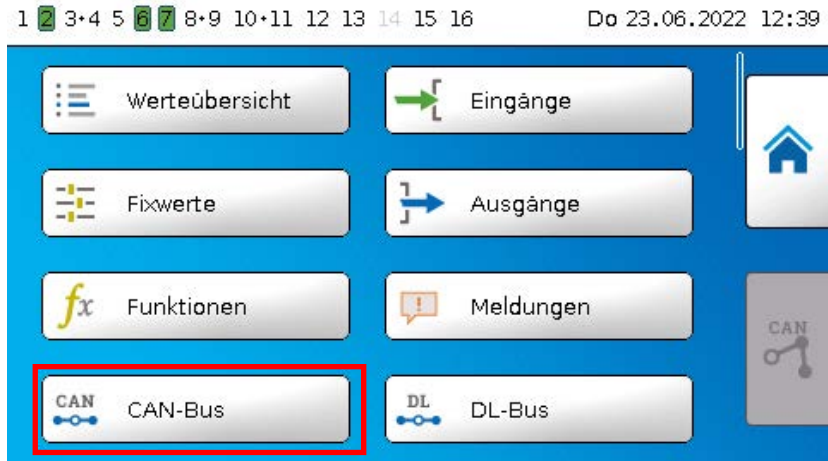 1 2 3•4 5 6 7 8•9 10•11 12 13 14 15 16 Do 23.06.2022 12:39
Werteübersicht Eingänge
Fixwerte Ausgänge
fx Funktionen ! Meldungen
CAN
CAN CAN-Bus DL DL-Bus